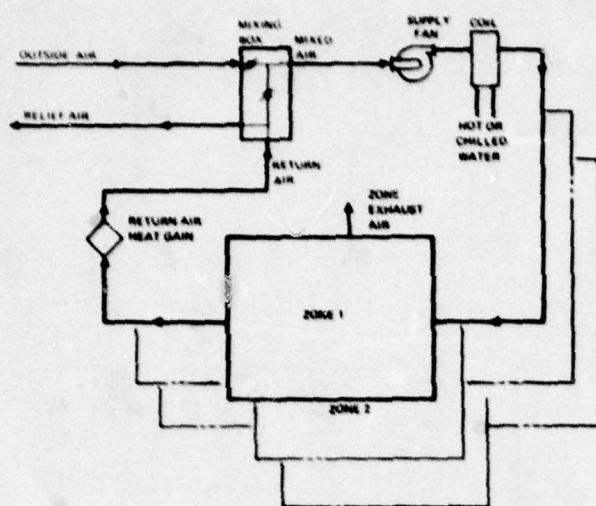 MIXING
BOX
MIXED
AIR
SUPPLY
FAN
COIL
OUTSIDE AIR
RELIEF AIR
HOT OR
CHILLED
WATER
RETURN
AIR
RETURN AIR
HEAT GAIN
ZONE
EXHAUST
AIR
ZONE 1
ZONE 2